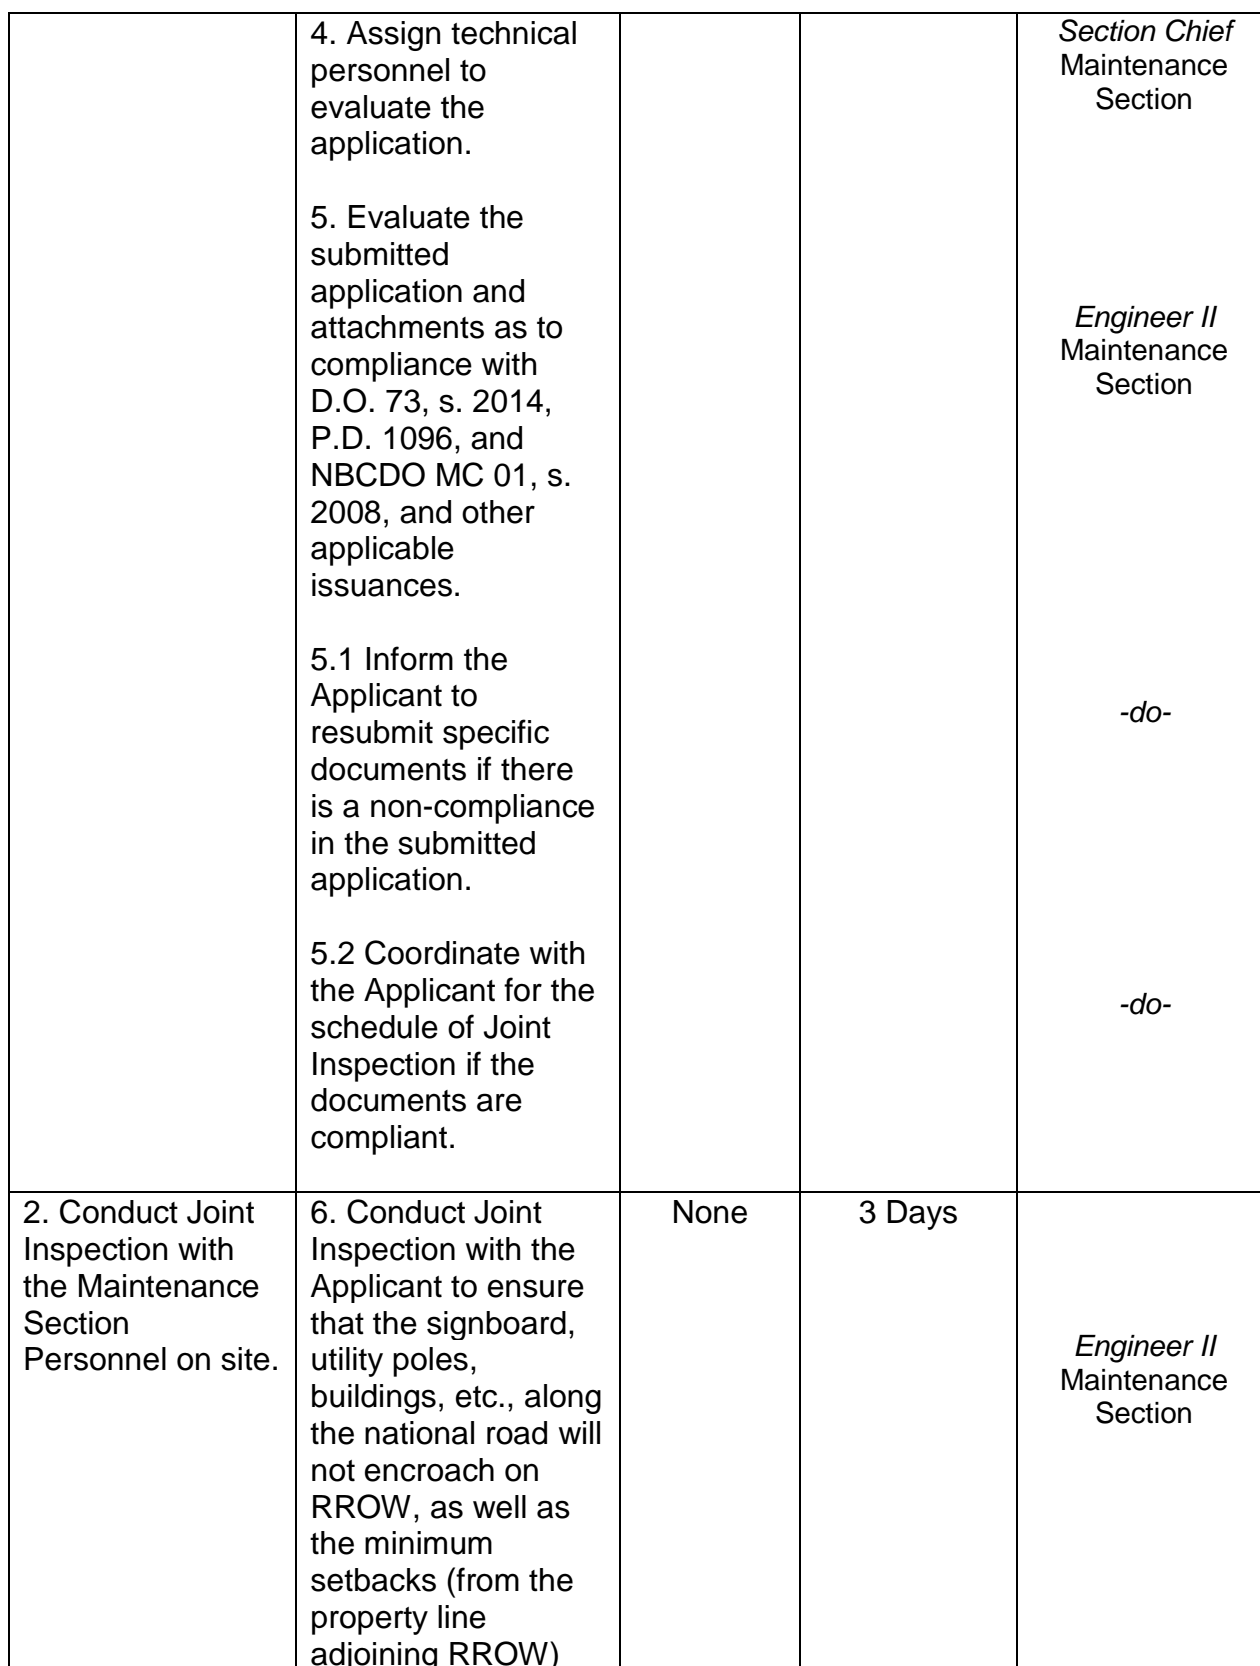 4. Assign technical
personnel to
evaluate the
application.
Section Chief
Maintenance
Section
5. Evaluate the
submitted
application and
attachments as to
compliance with
D.O. 73, s. 2014,
P.D. 1096, and
NBCDO MC 01, s.
2008, and other
applicable
issuances.
Engineer II
Maintenance
Section
5.1 Inform the
Applicant to
resubmit specific
documents if there
is a non-compliance
in the submitted
application.
-do-
5.2 Coordinate with
the Applicant for the
schedule of Joint
Inspection if the
documents are
compliant.
-do-
2. Conduct Joint
Inspection with
the Maintenance
Section
Personnel on site.
6. Conduct Joint
Inspection with the
Applicant to ensure
that the signboard,
utility poles,
buildings, etc., along
the national road will
not encroach on
RROW, as well as
the minimum
setbacks (from the
property line
adjoining RROW)
None
3 Days
Engineer II
Maintenance
Section